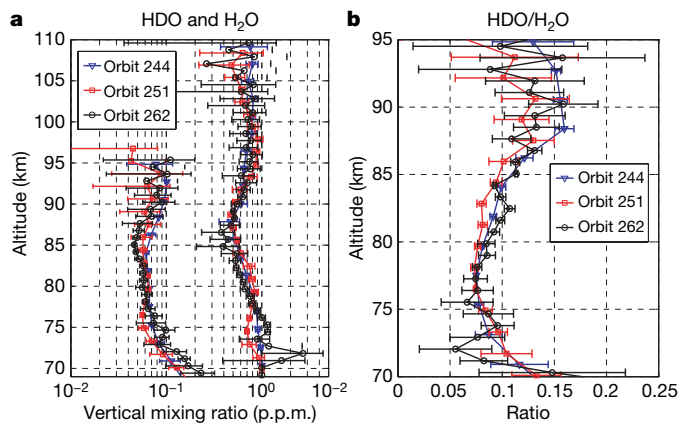 a
HDO and H₂O
110
105
100
95
90
85
80
75
70
Altitude (km)
Orbit 244
Orbit 251
Orbit 262
10⁻²
10⁻¹
10⁰
10⁻²
Vertical mixing ratio (p.p.m.)
b
HDO/H₂O
95
90
85
80
75
70
Altitude (km)
Orbit 244
Orbit 251
Orbit 262
0
0.05
0.1
0.15
0.2
0.25
Ratio